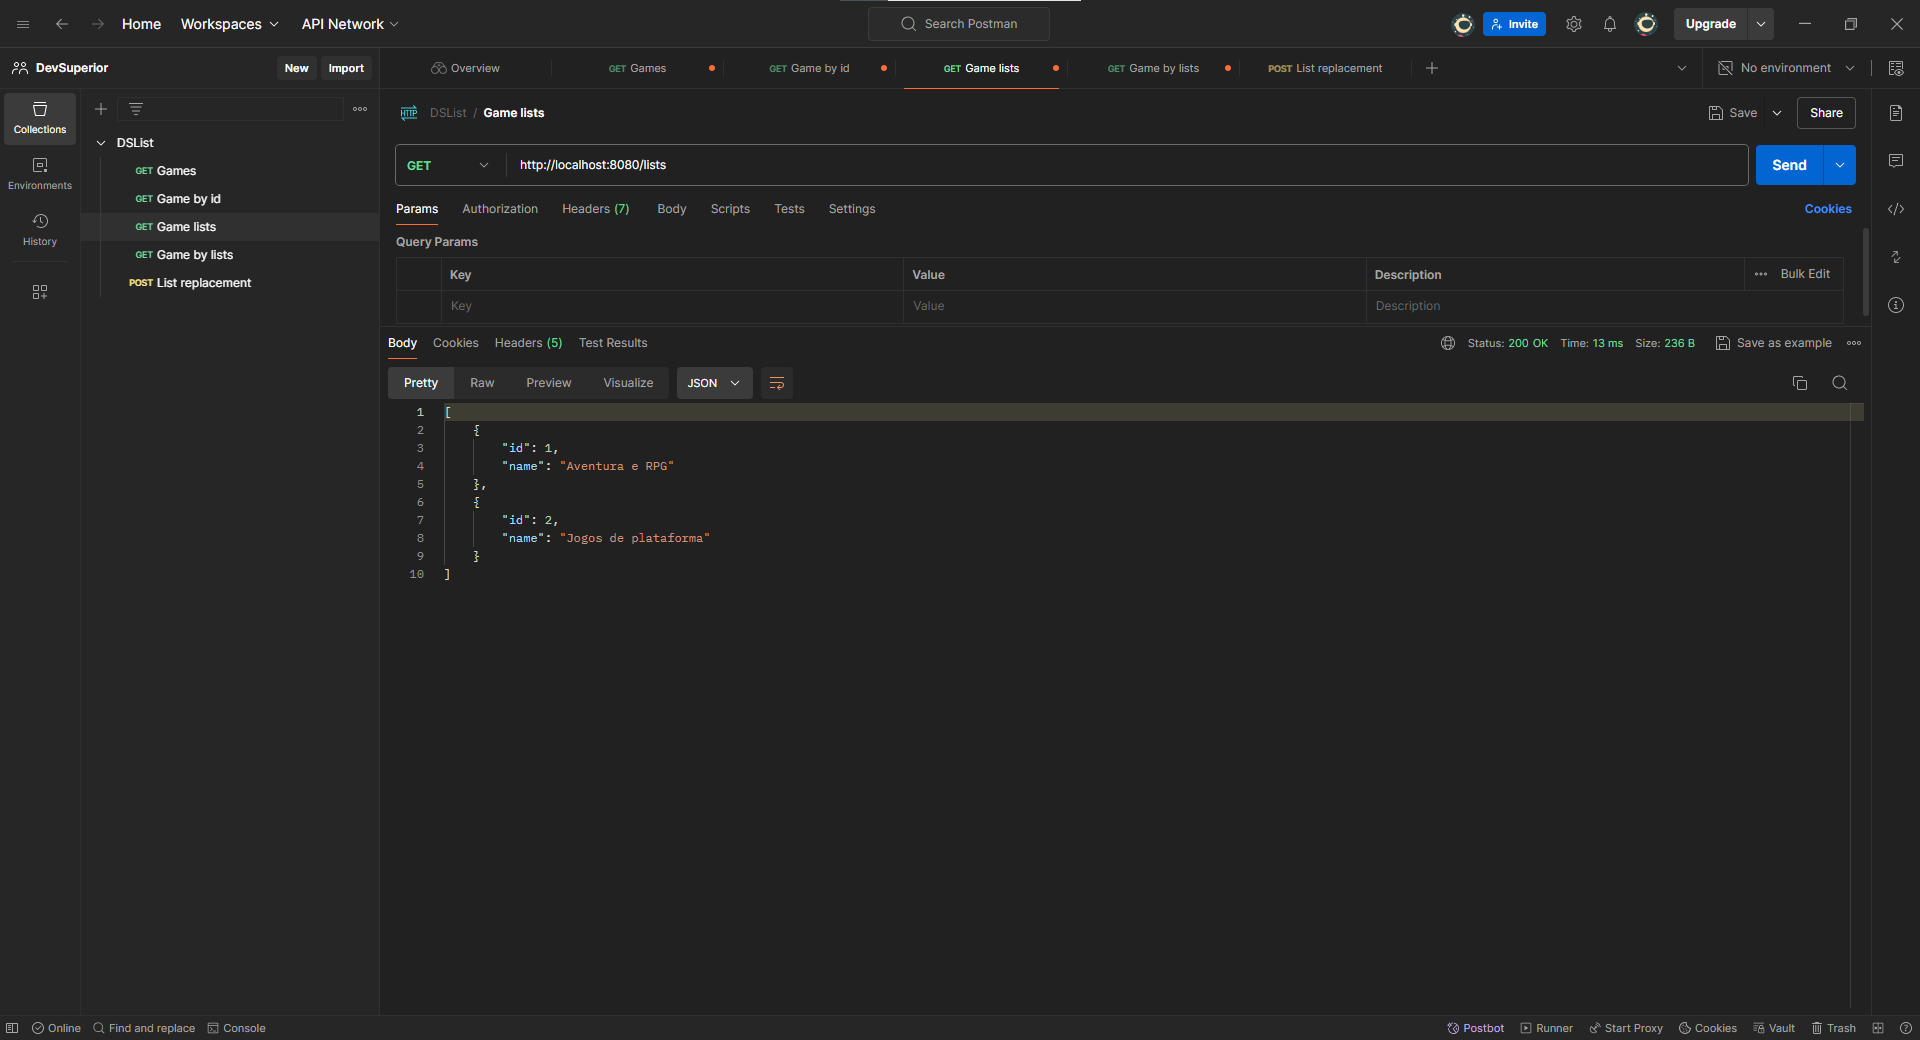 Home Workspaces API Network Search Postman Invite Upgrade
DevSuperior New Import
Overview GET Games GET Game by id GET Game lists GET Game by lists POST List replacement No environment
Collections
Environments
History
DSList
GET Games
GET Game by id
GET Game lists
GET Game by lists
POST List replacement
HTTP DSList / Game lists Save Share
GET http://localhost:8080/lists Send
Params Authorization Headers (7) Body Scripts Tests Settings Cookies
Query Params
Key Value Description Bulk Edit
Key Value Description
Body Cookies Headers (5) Test Results Status: 200 OK Time: 13 ms Size: 236 B Save as example
Pretty Raw Preview Visualize JSON
1 [
2 {
3 "id": 1,
4 "name": "Aventura e RPG"
5 },
6 {
7 "id": 2,
8 "name": "Jogos de plataforma"
9 }
10 ]
Online Find and replace Console Postbot Runner Start Proxy Cookies Vault Trash